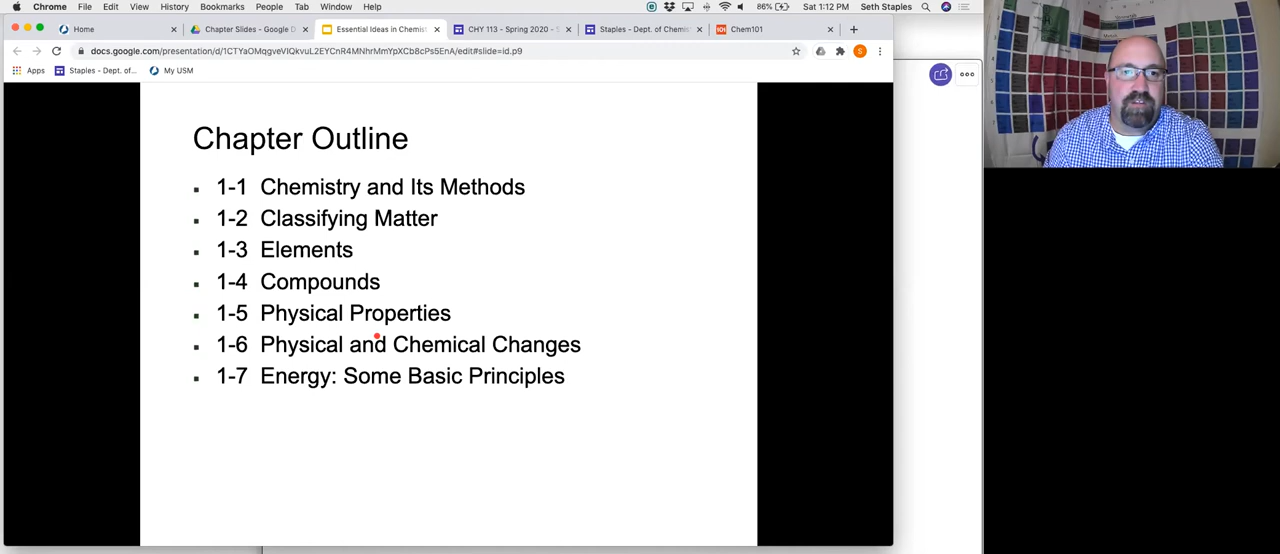 Chrome File Edit View History Bookmarks People Tab Window Help 86% Sat 1:12 PM Seth Staples
Home Chapter Slides - Google D Essential Ideas in Chemist CHY 113 - Spring 2020 - S Staples - Dept. of Chemis 101 Chem101
docs.google.com/presentation/d/1CTYaOMqgveVIQkvuL2EYCnR4MNhrMmYpXCb8cPs5EnA/edit#slide=id.p9 S
Apps Staples - Dept. of... My USM
Chapter Outline
1-1 Chemistry and Its Methods
1-2 Classifying Matter
1-3 Elements
1-4 Compounds
1-5 Physical Properties
1-6 Physical and Chemical Changes
1-7 Energy: Some Basic Principles